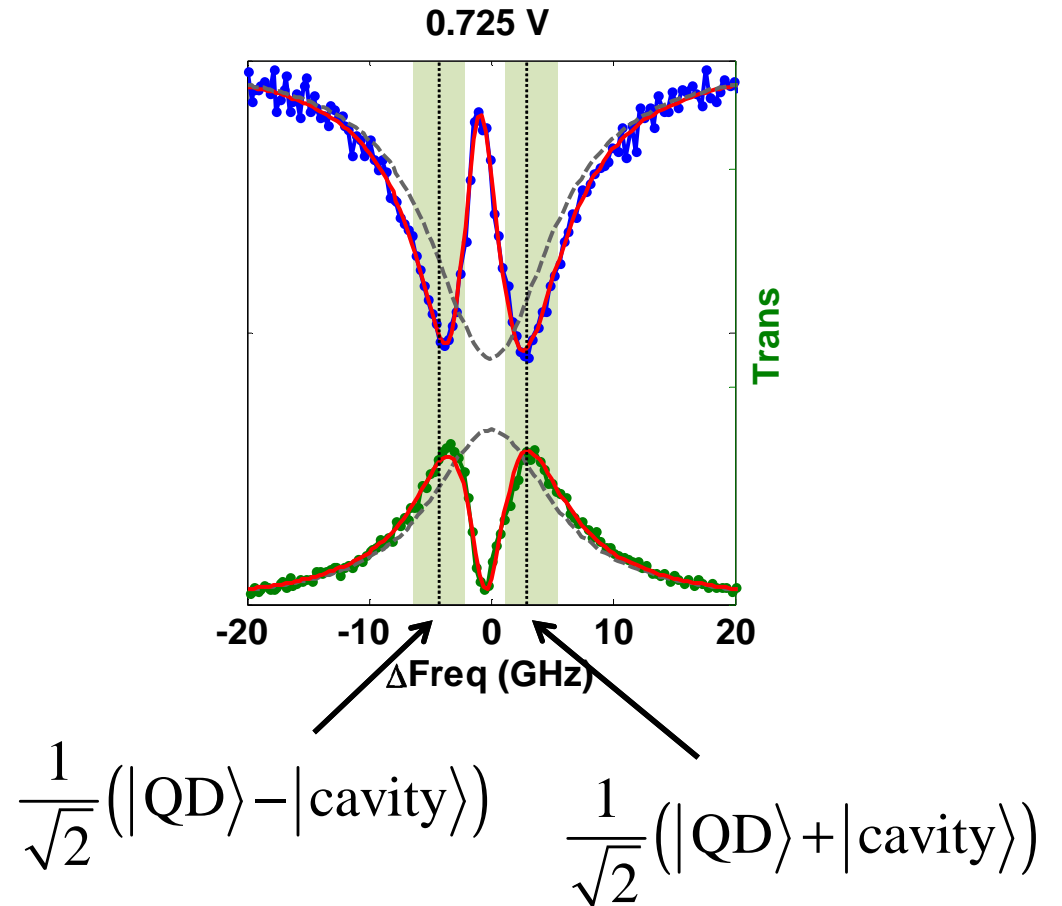 0.725 V
Trans
-20 -10 0 10 20
ΔFreq (GHz)
1/√2 (|QD⟩−|cavity⟩)
1/√2 (|QD⟩+|cavity⟩)